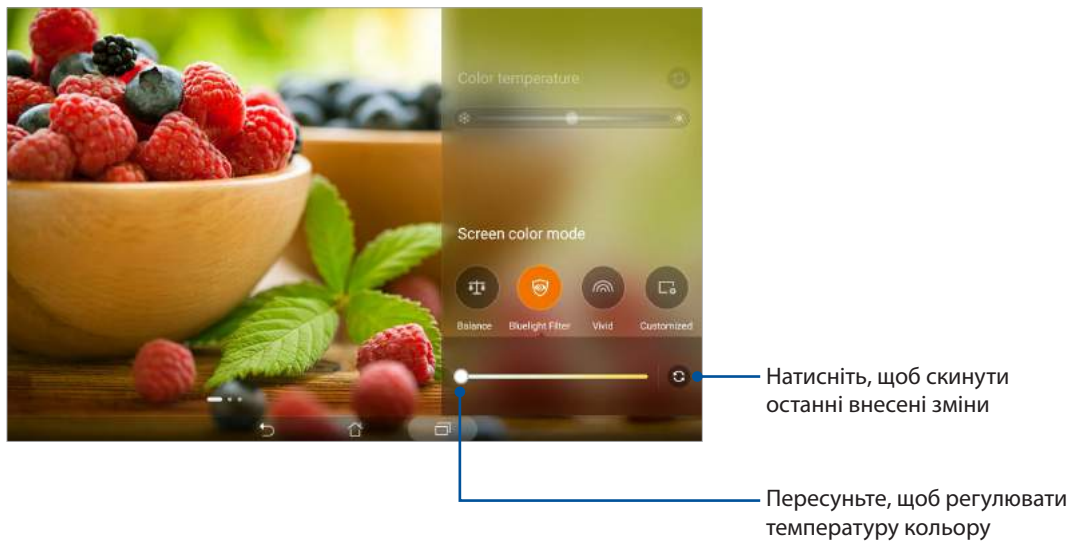 Color temperature
Screen color mode
Balance
Bluelight Filter
Vivid
Customized
Натисніть, щоб скинути
останні внесені зміни
Пересуньте, щоб регулювати
температуру кольору